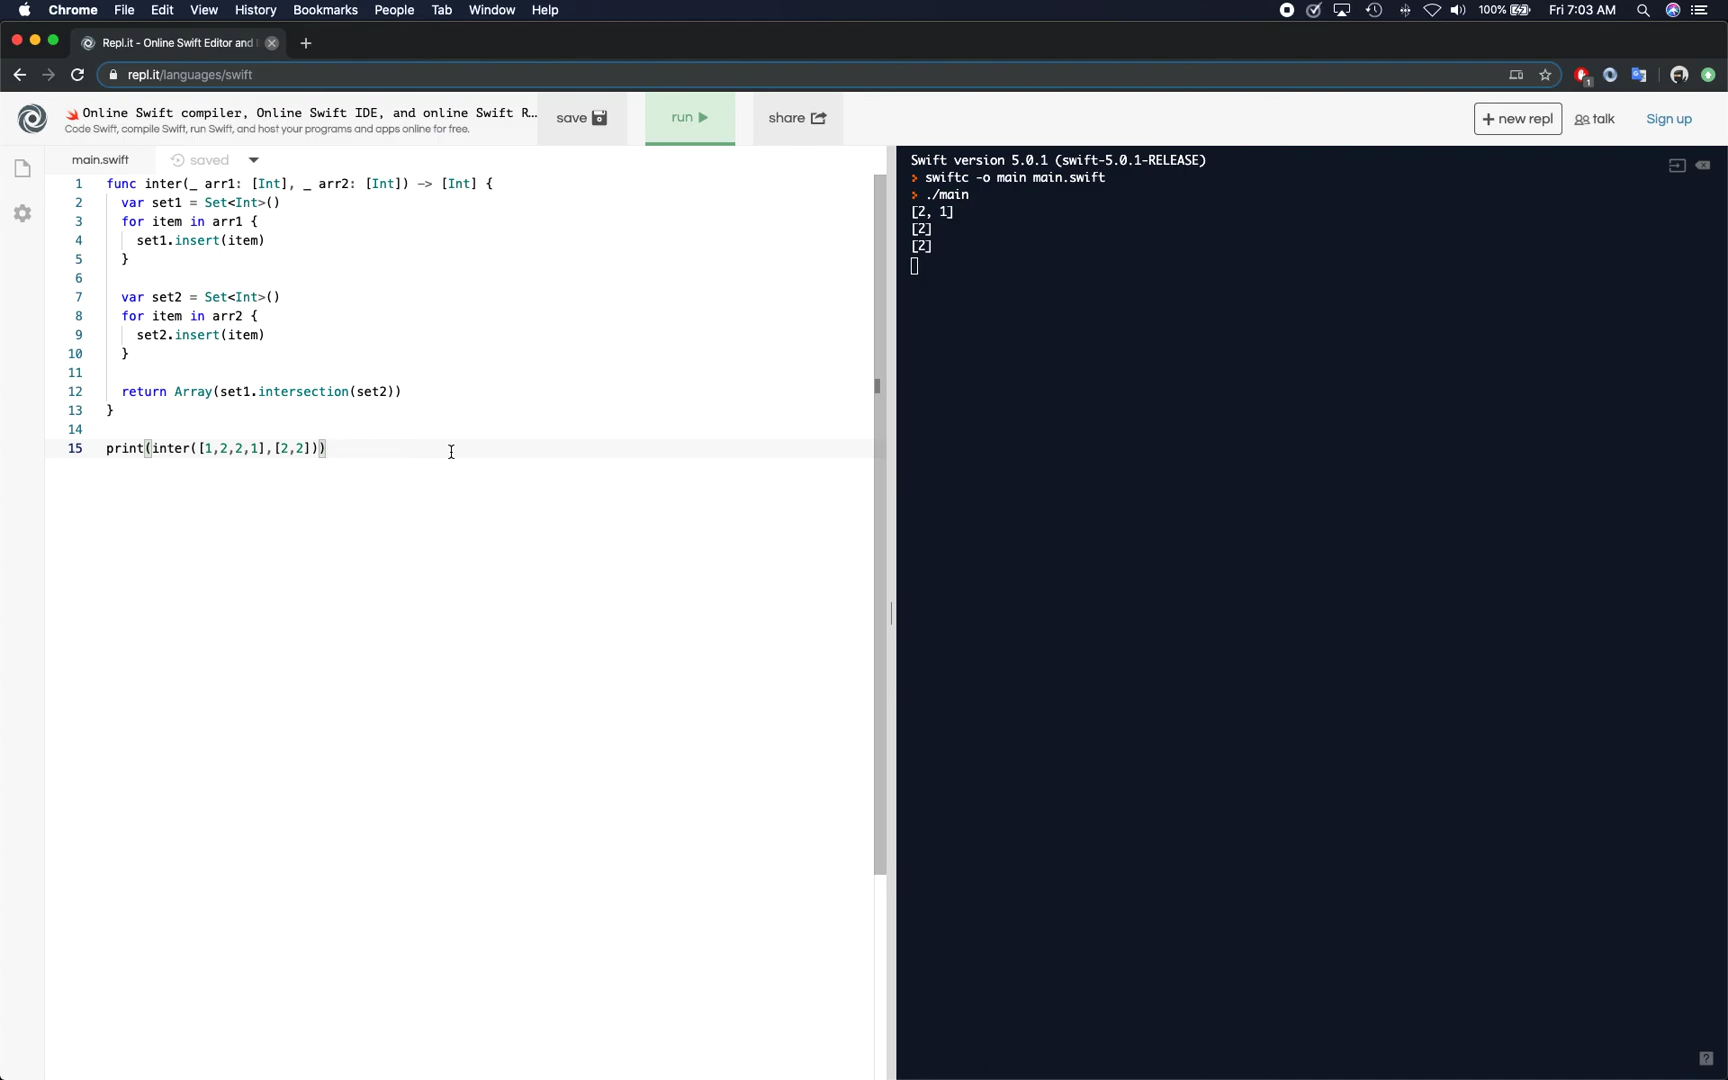 Chrome File Edit View History Bookmarks People Tab Window Help 100% Fri 7:03 AM
Repl.it - Online Swift Editor and
repl.it/languages/swift 1
Online Swift compiler, Online Swift IDE, and online Swift R... save run share + new repl talk Sign up
Code Swift, compile Swift, run Swift, and host your programs and apps online for free.
main.swift saved
1 func inter(_ arr1: [Int], _ arr2: [Int]) -> [Int] {
2 var set1 = Set<Int>()
3 for item in arr1 {
4 set1.insert(item)
5 }
6
7 var set2 = Set<Int>()
8 for item in arr2 {
9 set2.insert(item)
10 }
11
12 return Array(set1.intersection(set2))
13 }
14
15 print(inter([1,2,2,1],[2,2]))
Swift version 5.0.1 (swift-5.0.1-RELEASE)
> swiftc -o main main.swift
> ./main
[2, 1]
[2]
[2]
?